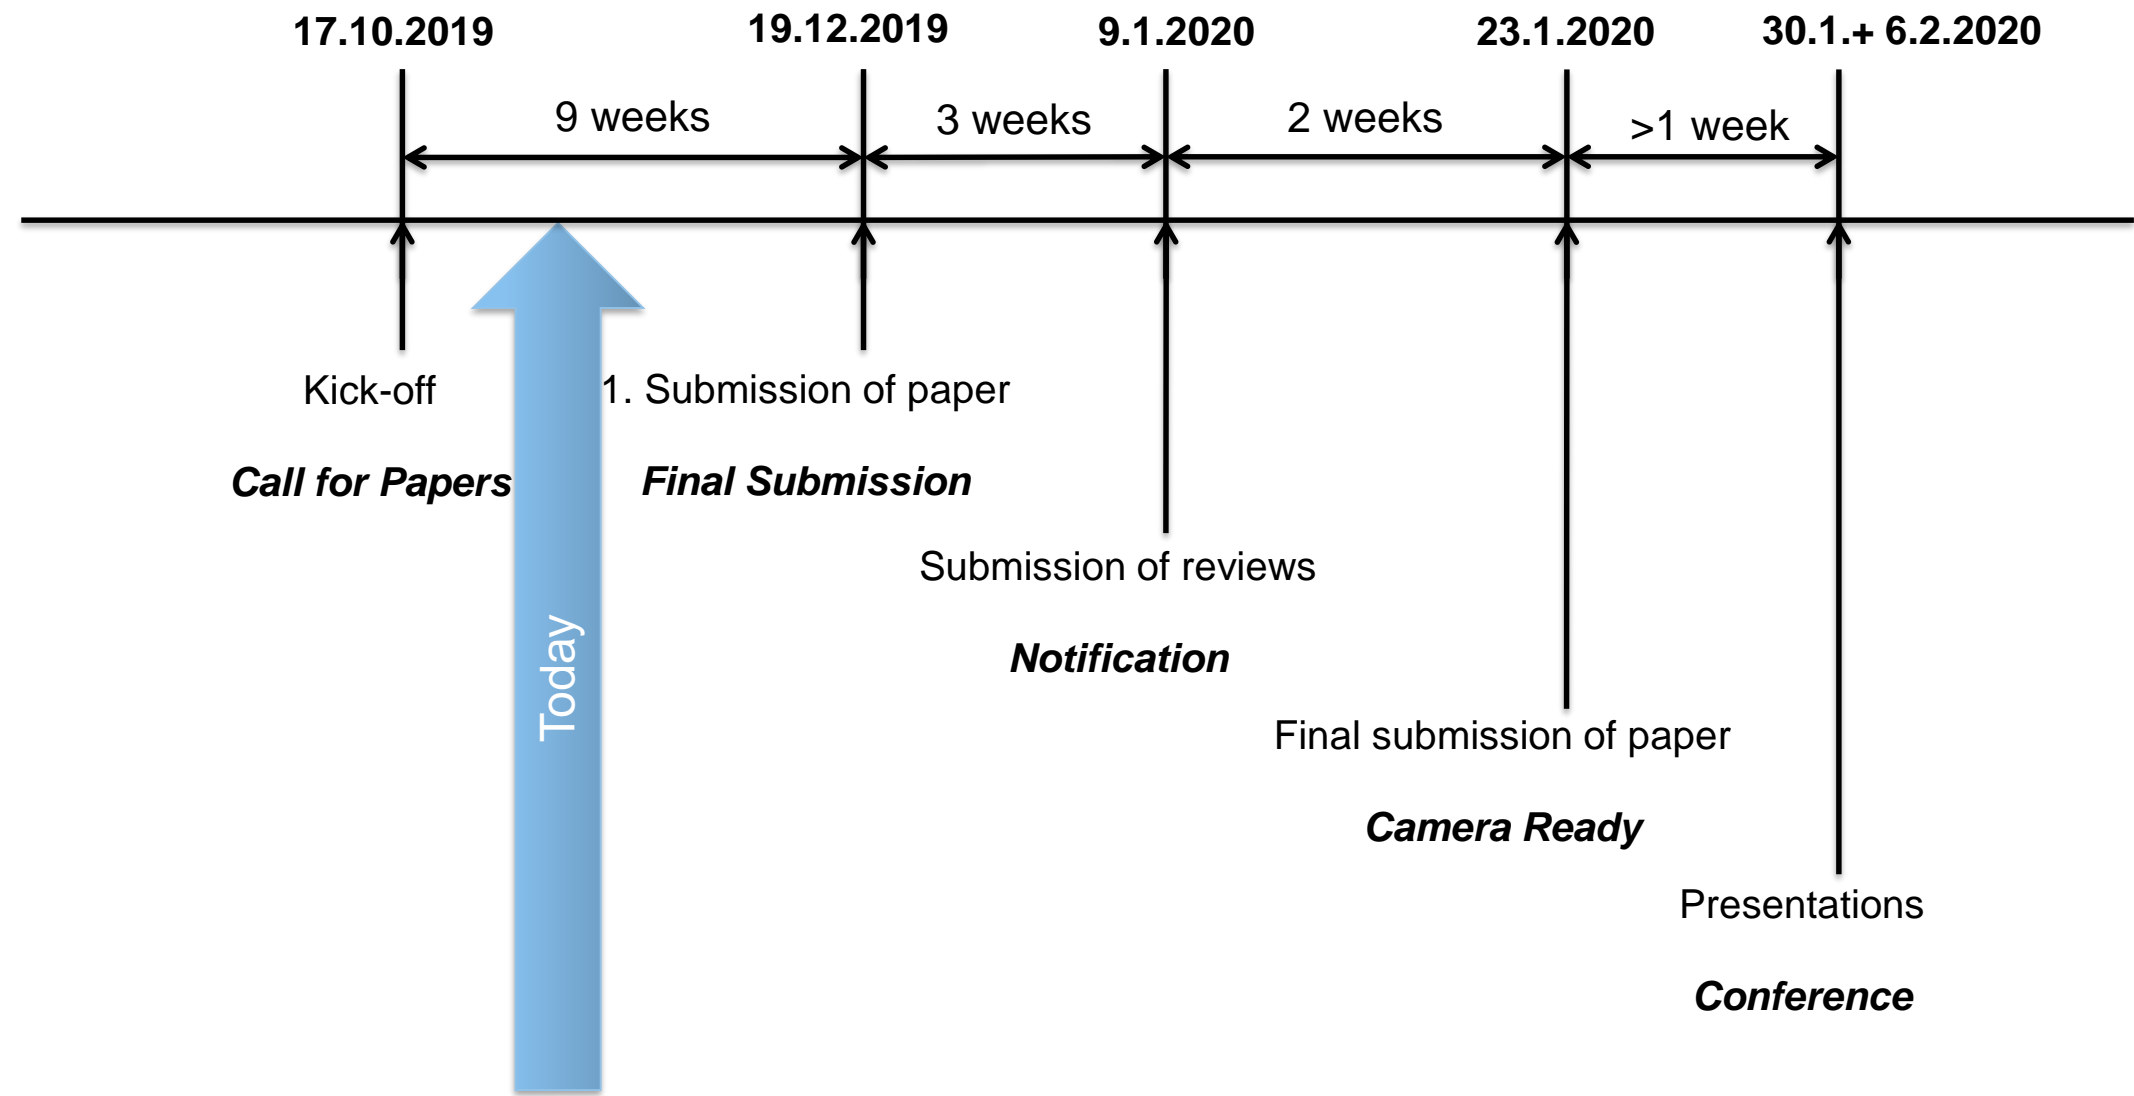 17.10.2019
19.12.2019
9.1.2020
23.1.2020
30.1.+ 6.2.2020
9 weeks
3 weeks
2 weeks
>1 week
Kick-off
Call for Papers
1. Submission of paper
Final Submission
Submission of reviews
Notification
Today
Final submission of paper
Camera Ready
Presentations
Conference